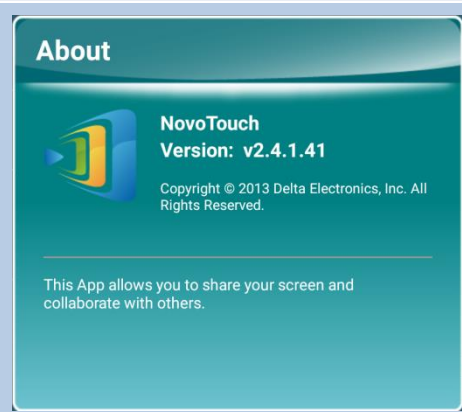 About
NovoTouch
Version: v2.4.1.41
Copyright © 2013 Delta Electronics, Inc. All
Rights Reserved.
This App allows you to share your screen and
collaborate with others.